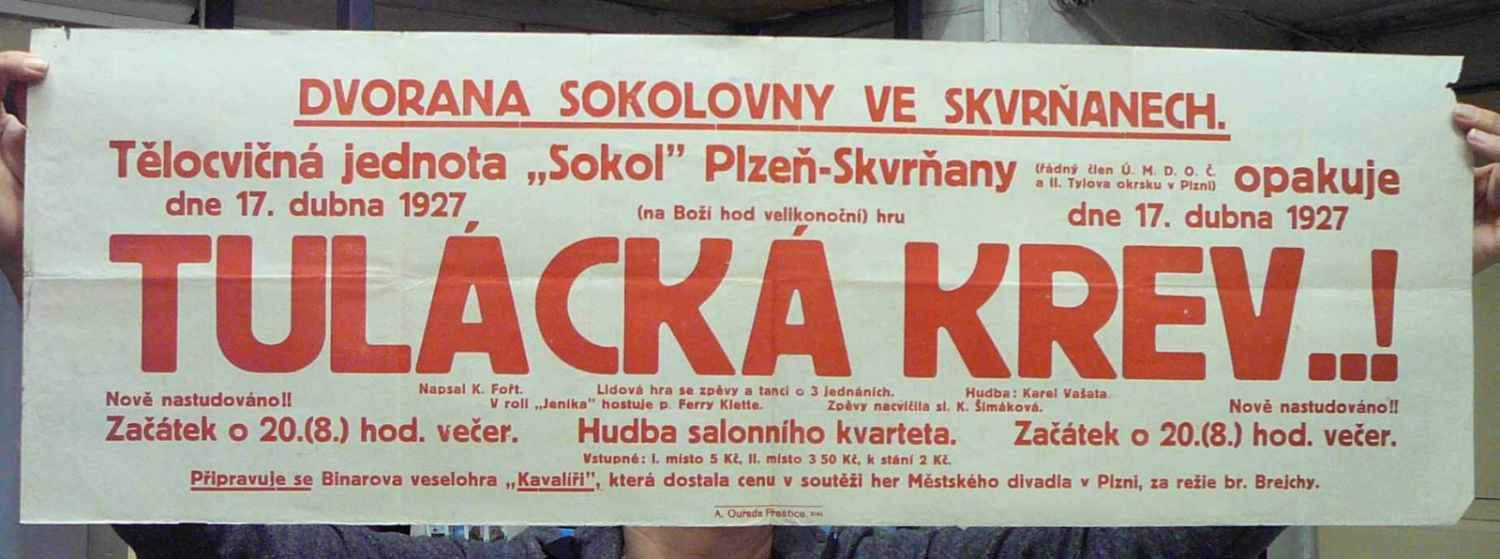 DVORANA SOKOLOVNY VE SKVRŇANECH.
Tělocvičná jednota „Sokol" Plzeň-Skvrňany (řádný člen Ú. M. D. O. Č. a II. Tylova okrsku v Plzni) opakuje
dne 17. dubna 1927 (na Boží hod velikonoční) hru dne 17. dubna 1927
TULÁCKÁ KREV...!
Napsal K. Fořt. Lidová hra se zpěvy a tanci o 3 jednáních. Hudba: Karel Vašata.
Nově nastudováno!! V roli „Jeníka" hostuje p. Ferry Klette. Zpěvy nacvičila sl. K. Šimáková. Nově nastudováno!!
Začátek o 20.(8.) hod. večer. Hudba salonního kvarteta. Začátek o 20.(8.) hod. večer.
Vstupné: I. místo 5 Kč, II. místo 3 50 Kč, k stání 2 Kč.
Připravuje se Binarova veselohra „Kavalíři", která dostala cenu v soutěži her Městského divadla v Plzni, za režie br. Brejchy.
A. Ouřada Přeštice.